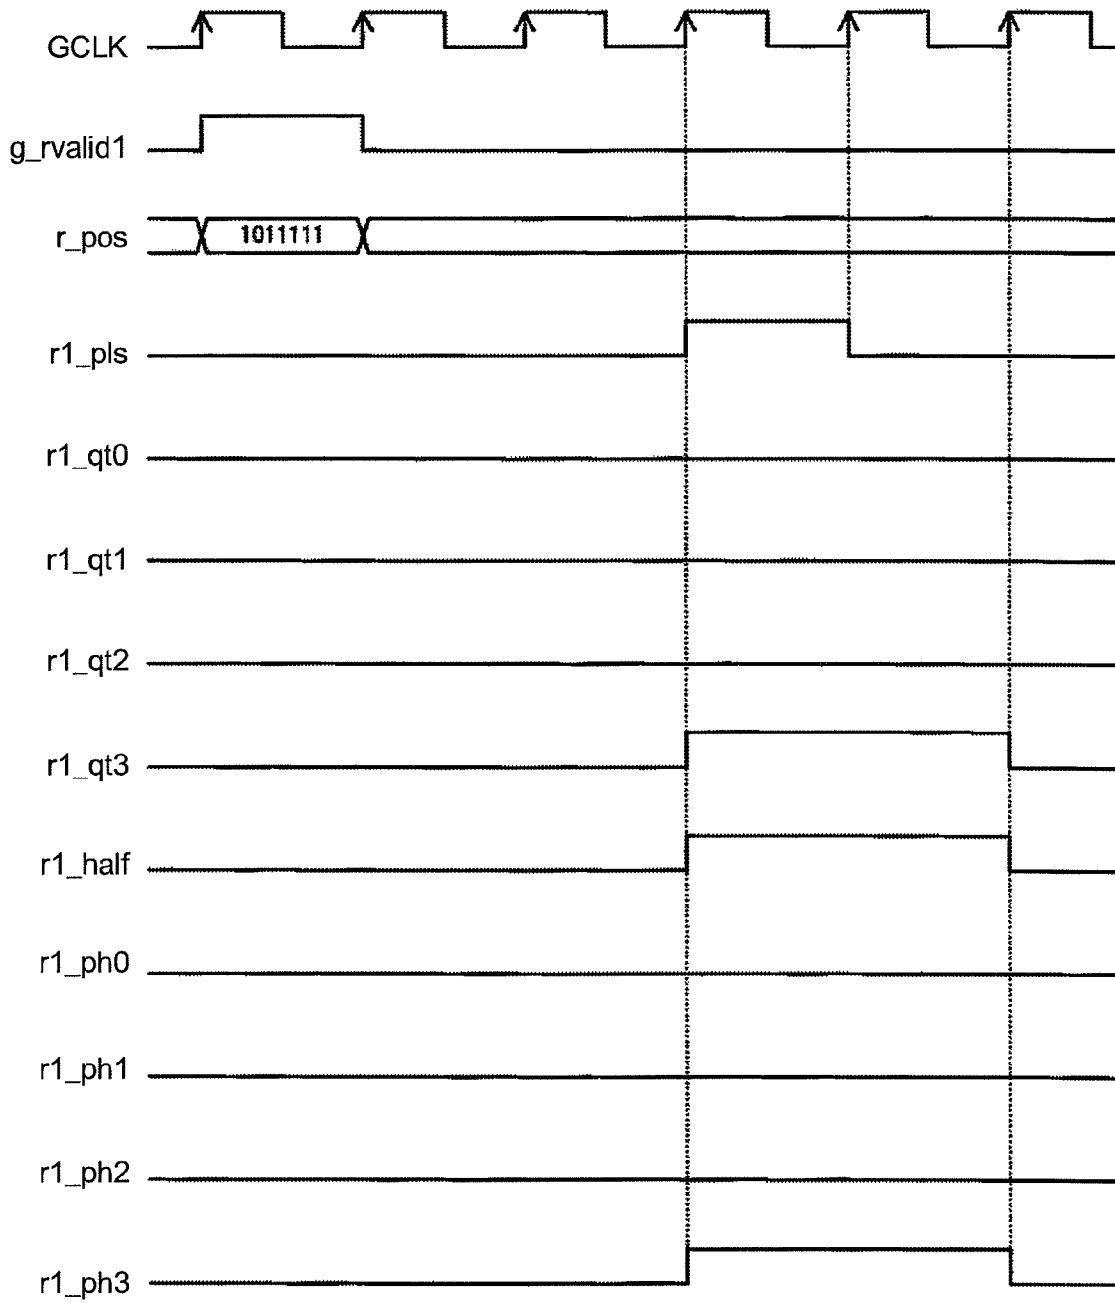 GCLK
g_rvalid1
r_pos
1011111
r1_pls
r1_qt0
r1_qt1
r1_qt2
r1_qt3
r1_half
r1_ph0
r1_ph1
r1_ph2
r1_ph3